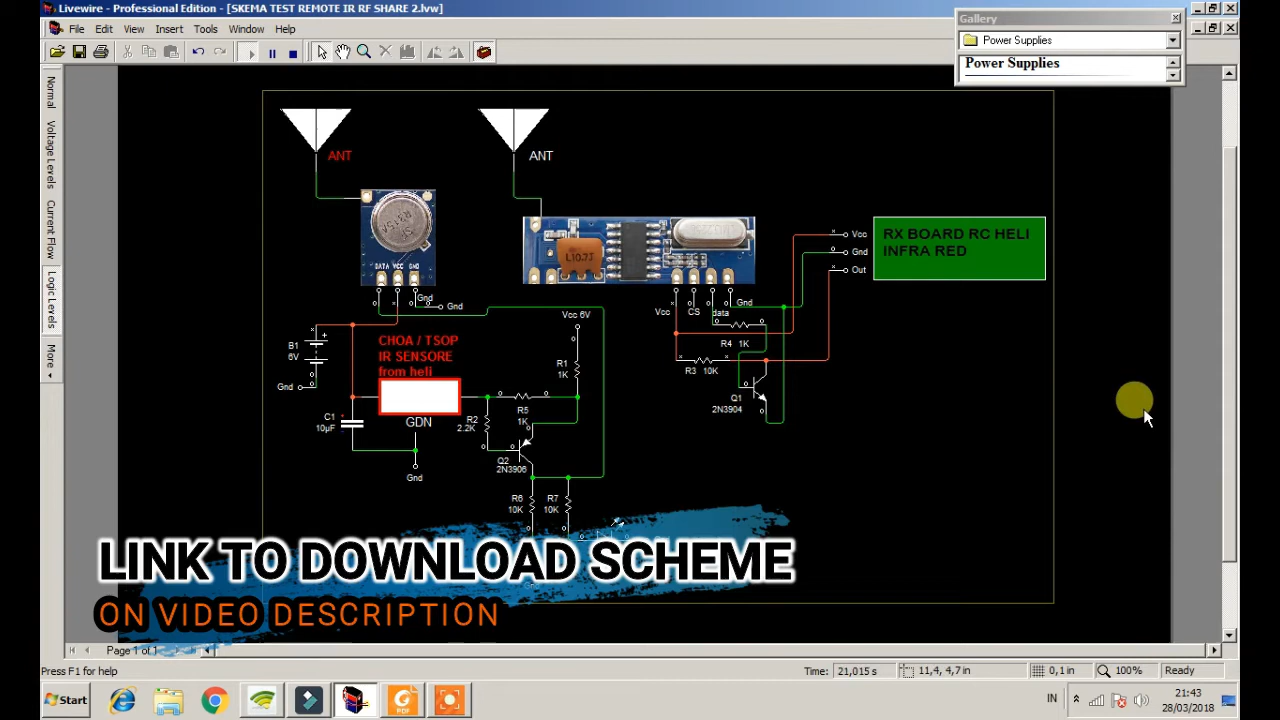 Livewire - Professional Edition - [SKEMA TEST REMOTE IR RF SHARE 2.lvw]
File Edit View Insert Tools Window Help
Gallery
Power Supplies
Power Supplies
Normal
Voltage Levels
Current Flow
Logic Levels
More
ANT
ANT
DATA VCC GND
L10.7
Vcc
Gnd
Out
RX BOARD RC HELI
INFRA RED
Gnd
Gnd
Vcc
CS
data
Gnd
Vcc 6V
B1
6V
Gnd
CHOA / TSOP
IR SENSORE
from heli
GDN
Gnd
C1
10µF
R1
1K
R2
2.2K
R5
1K
Q2
2N3906
R6
10K
R7
10K
R4 1K
R3 10K
Q1
2N3904
LINK TO DOWNLOAD SCHEME
ON VIDEO DESCRIPTION
Page 1 of 1
Press F1 for help
Time: 21,015 s
11,4, 4,7 in
0,1 in
100%
Ready
Start
PDF
IN
21:43
28/03/2018